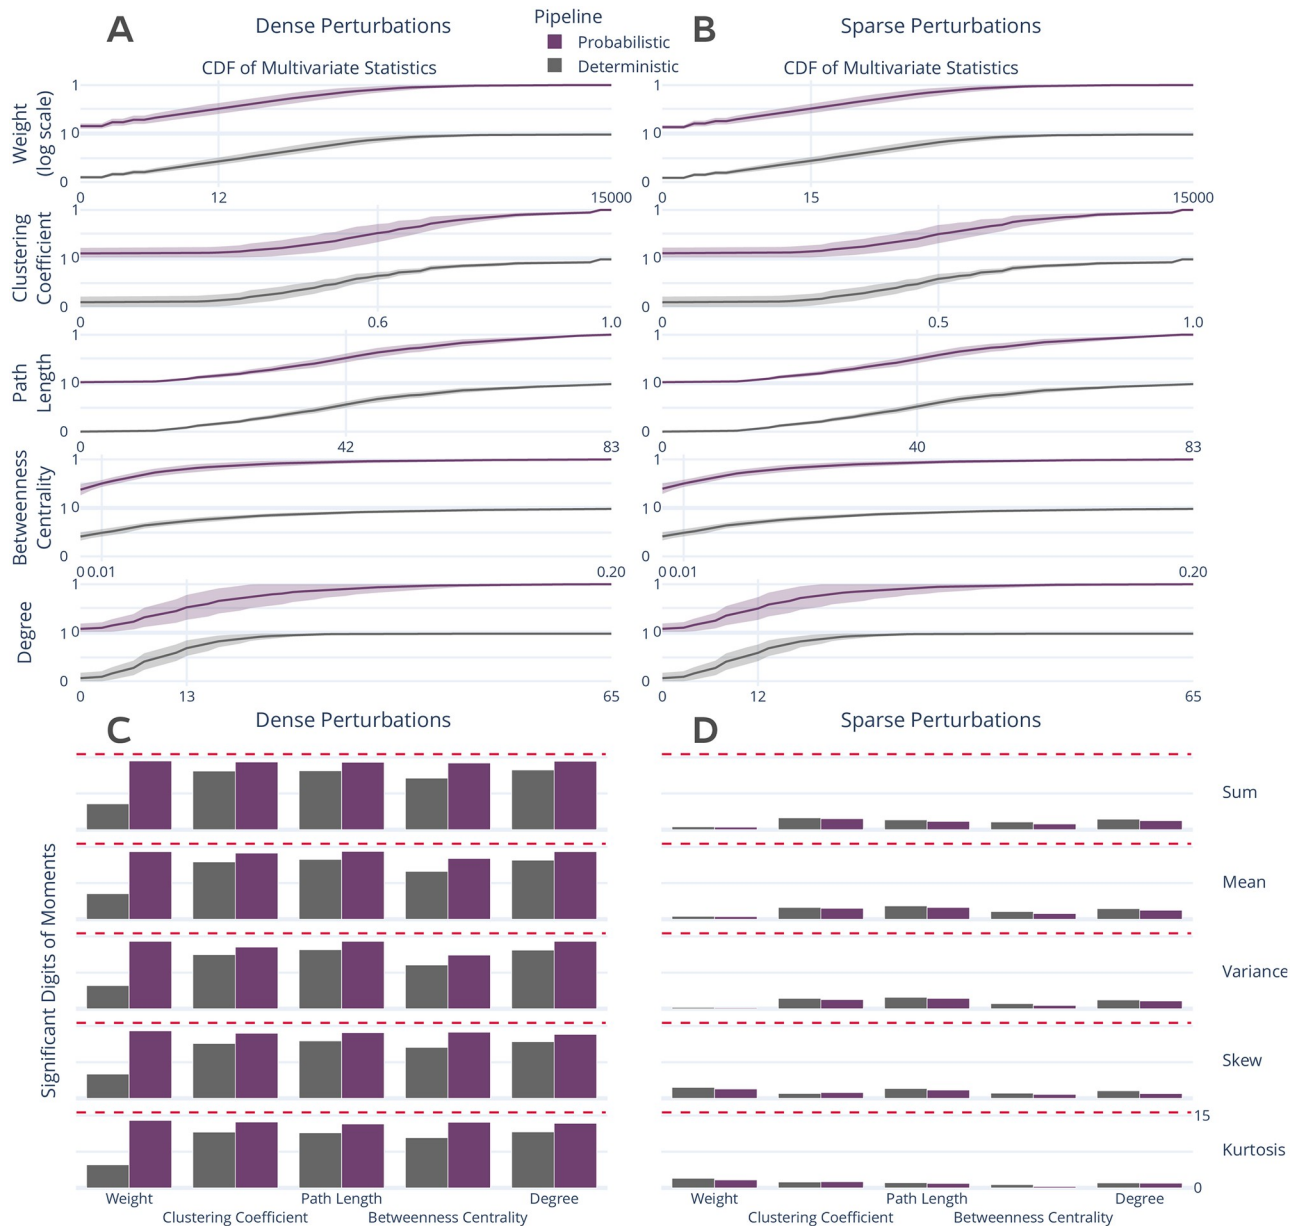 A
Dense Perturbations
Pipeline
Probabilistic
Deterministic
B
Sparse Perturbations
CDF of Multivariate Statistics
CDF of Multivariate Statistics
Weight
(log scale)
1
1 0
0
0
12
15000
1
1 0
0
0
15
15000
Clustering
Coefficient
1
1 0
0
0
0.6
1.0
1
1 0
0
0
0.5
1.0
Path
Length
1
1 0
0
0
42
83
1
1 0
0
0
40
83
Betweenness
Centrality
1
1 0
0
0
0.01
0.20
1
1 0
0
0
0.01
0.20
Degree
1
1 0
0
0
13
65
1
1 0
0
0
12
65
C
Dense Perturbations
D
Sparse Perturbations
Significant Digits of Moments
Sum
Mean
Variance
Skew
15
Kurtosis
0
Weight
Clustering Coefficient
Path Length
Betweenness Centrality
Degree
Weight
Clustering Coefficient
Path Length
Betweenness Centrality
Degree